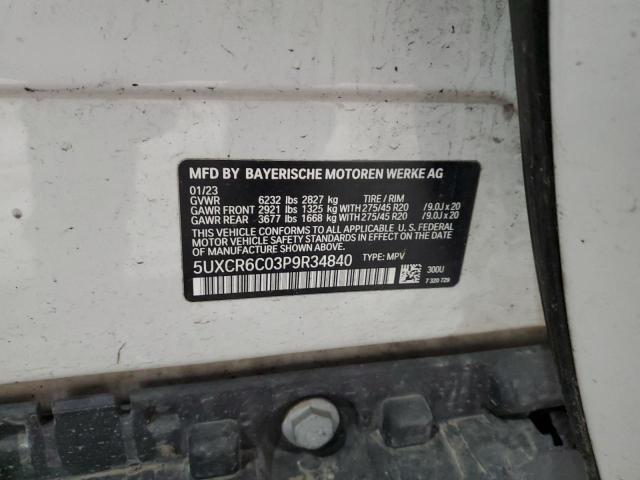 MFD BY BAYERISCHE MOTOREN WERKE AG
01/23
GVWR 6232 lbs 2827 kg TIRE / RIM
GAWR FRONT 2921 lbs 1325 kg WITH 275/45 R20 /9.0J x 20
GAWR REAR 3677 lbs 1668 kg WITH 275/45 R20 /9.0J x 20
THIS VEHICLE CONFORMS TO ALL APPLICABLE U. S. FEDERAL
MOTOR VEHICLE SAFETY STANDARDS IN EFFECT ON THE
DATE OF MANUFACTURE SHOWN ABOVE.
5UXCR6C03P9R34840 TYPE: MPV
300U
7 320 728